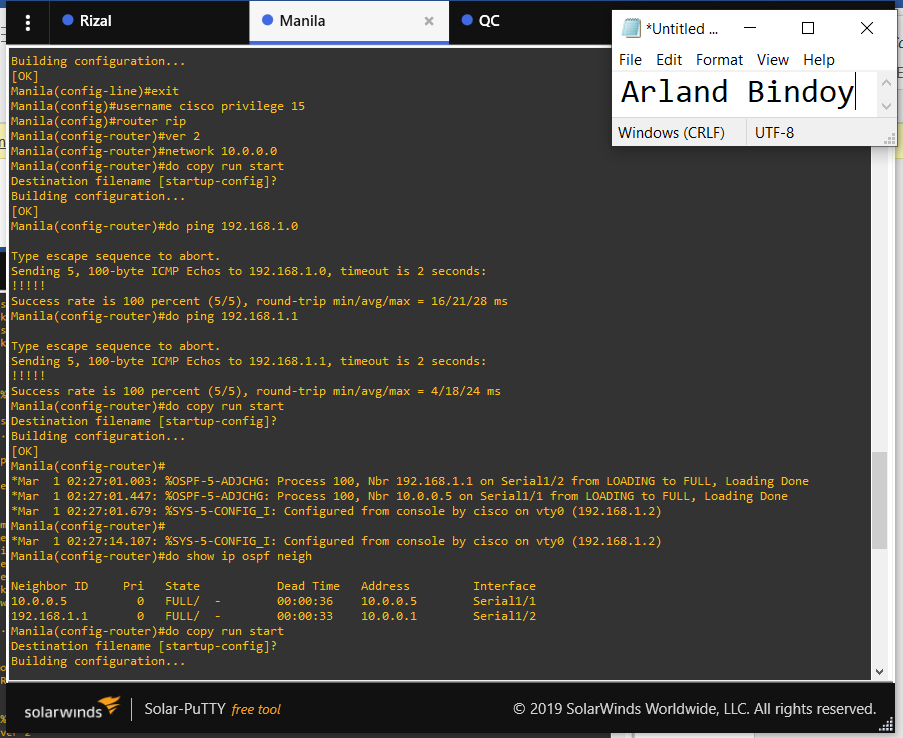 Rizal
Manila
QC
*Untitled ...
File Edit Format View Help
Arland Bindoy
Windows (CRLF) UTF-8
Building configuration...
[OK]
Manila(config-line)#exit
Manila(config)#username cisco privilege 15
Manila(config)#router rip
Manila(config-router)#ver 2
Manila(config-router)#network 10.0.0.0
Manila(config-router)#do copy run start
Destination filename [startup-config]?
Building configuration...
[OK]
Manila(config-router)#do ping 192.168.1.0
Type escape sequence to abort.
Sending 5, 100-byte ICMP Echos to 192.168.1.0, timeout is 2 seconds:
!!!!!
Success rate is 100 percent (5/5), round-trip min/avg/max = 16/21/28 ms
Manila(config-router)#do ping 192.168.1.1
Type escape sequence to abort.
Sending 5, 100-byte ICMP Echos to 192.168.1.1, timeout is 2 seconds:
!!!!!
Success rate is 100 percent (5/5), round-trip min/avg/max = 4/18/24 ms
Manila(config-router)#do copy run start
Destination filename [startup-config]?
Building configuration...
[OK]
Manila(config-router)#
*Mar  1 02:27:01.003: %OSPF-5-ADJCHG: Process 100, Nbr 192.168.1.1 on Serial1/2 from LOADING to FULL, Loading Done
*Mar  1 02:27:01.447: %OSPF-5-ADJCHG: Process 100, Nbr 10.0.0.5 on Serial1/1 from LOADING to FULL, Loading Done
*Mar  1 02:27:01.679: %SYS-5-CONFIG_I: Configured from console by cisco on vty0 (192.168.1.2)
Manila(config-router)#
*Mar  1 02:27:14.107: %SYS-5-CONFIG_I: Configured from console by cisco on vty0 (192.168.1.2)
Manila(config-router)#do show ip ospf neigh
Neighbor ID     Pri   State           Dead Time   Address         Interface
10.0.0.5          0   FULL/  -        00:00:36    10.0.0.5        Serial1/1
192.168.1.1       0   FULL/  -        00:00:33    10.0.0.1        Serial1/2
Manila(config-router)#do copy run start
Destination filename [startup-config]?
Building configuration...
solarwinds
Solar-PuTTY free tool
© 2019 SolarWinds Worldwide, LLC. All rights reserved.